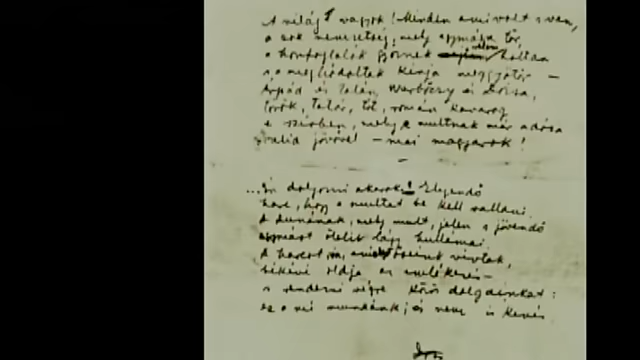 A világ vagyok! Minden ami volt s van,
a sok nemzetség, mely egymásra tör,
a honfoglalók győznek velem holtan
s a meghódoltak kínja meggyötör –
Árpád és Zalán, Werbőczy és Dózsa,
török, tatár, tót, román kavarog
e szívben, mely e multnak már adósa
szelid jövővel – mai magyarok!
... Én dolgozni akarok! Elegendő
harc, hogy a multat be kell vallani.
A Dunának, mely mult, jelen s jövendő
egymást ölelik lágy hullámai.
A harcot, mit őseink vívtak,
békévé oldja az emlékezés –
s rendezni végre közös dolgainkat:
ez a mi munkánk; és nem is kevés